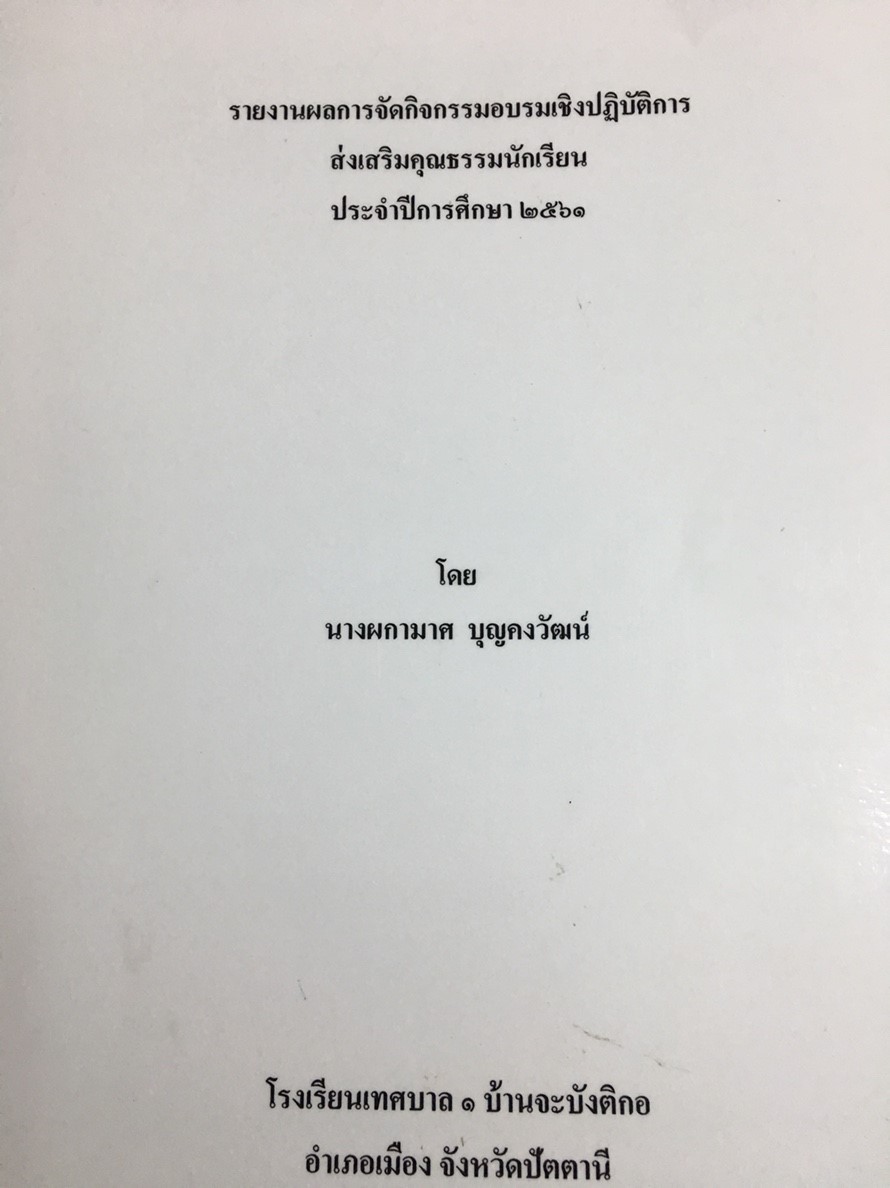 รายงานผลการจัดกิจกรรมอบรมเชิงปฏิบัติการ
ส่งเสริมคุณธรรมนักเรียน
ประจำปีการศึกษา ๒๕๖๑
โดย
นางผกามาศ บุญคงวัฒน์
โรงเรียนเทศบาล ๑ บ้านจะบังติกอ
อำเภอเมือง จังหวัดปัตตานี